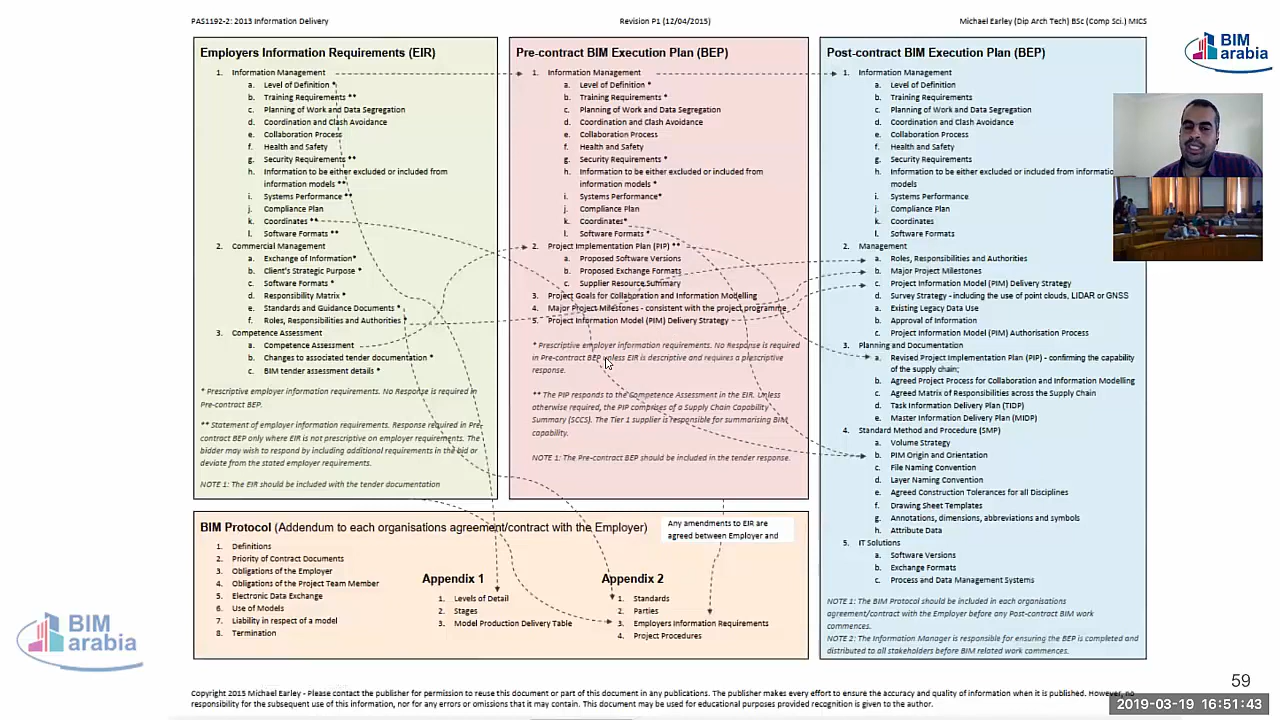 PAS1192-2: 2013 Information Delivery
Revision P1 (12/04/2015)
Michael Earley (Dip Arch Tech) BSc (Comp Sci.) MICS
BIM
arabia
Employers Information Requirements (EIR)
1. Information Management
a. Level of Definition *
b. Training Requirements **
c. Planning of Work and Data Segregation
d. Coordination and Clash Avoidance
e. Collaboration Process
f. Health and Safety
g. Security Requirements **
h. Information to be either excluded or included from
information models **
i. Systems Performance **
j. Compliance Plan
k. Coordinates **
l. Software Formats **
2. Commercial Management
a. Exchange of Information*
b. Client's Strategic Purpose *
c. Software Formats *
d. Responsibility Matrix *
e. Standards and Guidance Documents *
f. Roles, Responsibilities and Authorities *
3. Competence Assessment
a. Competence Assessment
b. Changes to associated tender documentation *
c. BIM tender assessment details *
* Prescriptive employer information requirements. No Response is required in
Pre-contract BEP.
** Statement of employer information requirements. Response required in Pre-
contract BEP only where EIR is not prescriptive on employer requirements. The
bidder may wish to respond by including additional requirements in the bid or
deviate from the stated employer requirements.
NOTE 1: The EIR should be included with the tender documentation
Pre-contract BIM Execution Plan (BEP)
1. Information Management
a. Level of Definition *
b. Training Requirements *
c. Planning of Work and Data Segregation
d. Coordination and Clash Avoidance
e. Collaboration Process
f. Health and Safety
g. Security Requirements *
h. Information to be either excluded or included from
information models *
i. Systems Performance*
j. Compliance Plan
k. Coordinates*
l. Software Formats *
2. Project Implementation Plan (PIP) **
a. Proposed Software Versions
b. Proposed Exchange Formats
c. Supplier Resource Summary
3. Project Goals for Collaboration and Information Modelling
4. Major Project Milestones - consistent with the project programme
5. Project Information Model (PIM) Delivery Strategy
* Prescriptive employer information requirements. No Response is required
in Pre-contract BEP unless EIR is descriptive and requires a prescriptive
response.
** The PIP responds to the Competence Assessment in the EIR. Unless
otherwise required, the PIP comprises of a Supply Chain Capability
Summary (SCCS). The Tier 1 supplier is responsible for summarising BIM
capability.
NOTE 1: The Pre-contract BEP should be included in the tender response.
Post-contract BIM Execution Plan (BEP)
1. Information Management
a. Level of Definition
b. Training Requirements
c. Planning of Work and Data Segregation
d. Coordination and Clash Avoidance
e. Collaboration Process
f. Health and Safety
g. Security Requirements
h. Information to be either excluded or included
models
i. Systems Performance
j. Compliance Plan
k. Coordinates
l. Software Formats
2. Management
a. Roles, Responsibilities and Authorities
b. Major Project Milestones
c. Project Information Model (PIM) Delivery Strategy
d. Survey Strategy - including the use of point clouds, LIDAR or GNSS
a. Existing Legacy Data Use
b. Approval of Information
c. Project Information Model (PIM) Authorisation Process
3. Planning and Documentation
a. Revised Project Implementation Plan (PIP) - confirming the capability
of the supply chain;
b. Agreed Project Process for Collaboration and Information Modelling
c. Agreed Matrix of Responsibilities across the Supply Chain
d. Task Information Delivery Plan (TIDP)
e. Master Information Delivery Plan (MIDP)
4. Standard Method and Procedure (SMP)
a. Volume Strategy
b. PIM Origin and Orientation
c. File Naming Convention
d. Layer Naming Convention
e. Agreed Construction Tolerances for all Disciplines
f. Drawing Sheet Templates
g. Annotations, dimensions, abbreviations and symbols
h. Attribute Data
5. IT Solutions
a. Software Versions
b. Exchange Formats
c. Process and Data Management Systems
NOTE 1: The BIM Protocol should be included in each organisations
agreement/contract with the Employer before any Post-contract BIM work
commences.
NOTE 2: The Information Manager is responsible for ensuring the BEP is completed and
distributed to all stakeholders before BIM related work commences.
BIM Protocol (Addendum to each organisations agreement/contract with the Employer)
Any amendments to EIR are
agreed between Employer and
1. Definitions
2. Priority of Contract Documents
3. Obligations of the Employer
4. Obligations of the Project Team Member
5. Electronic Data Exchange
6. Use of Models
7. Liability in respect of a model
8. Termination
Appendix 1
1. Levels of Detail
2. Stages
3. Model Production Delivery Table
Appendix 2
1. Standards
2. Parties
3. Employers Information Requirements
4. Project Procedures
BIM
arabia
59
Copyright 2015 Michael Earley - Please contact the publisher for permission to reuse this document or part of this document in any publications. The publisher makes every effort to ensure the accuracy and quality of information when it is published. However, no
responsibility for the subsequent use of this information, nor for any errors or omissions that it may contain. This document may be used for educational purposes provided recognition is given to the author.
2019-03-19 16:51:43